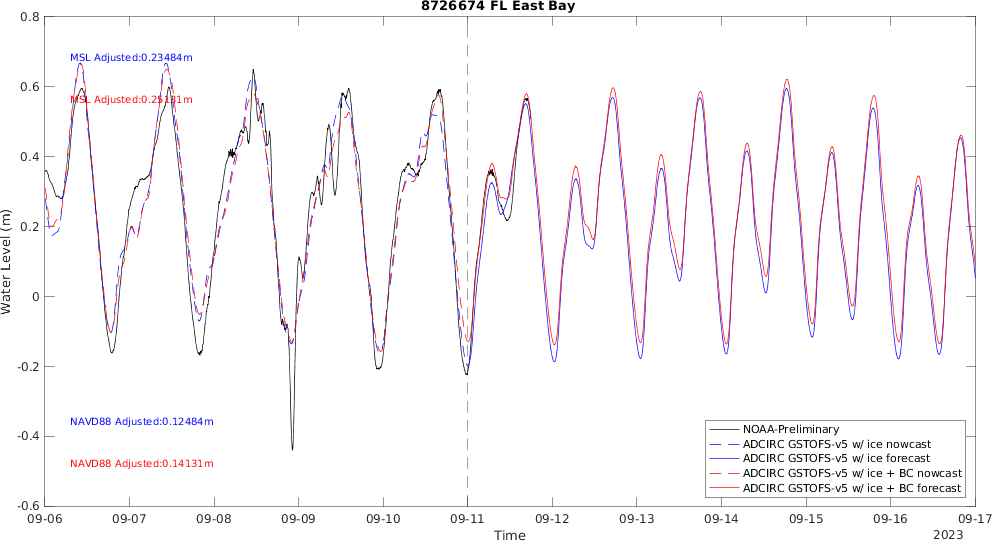 8726674 FL East Bay
0.8
0.6
0.4
0.2
0
-0.2
-0.4
-0.6
Water Level (m)
MSL Adjusted:0.23484m
MSL Adjusted:0.25131m
NAVD88 Adjusted:0.12484m
NAVD88 Adjusted:0.14131m
NOAA-Preliminary
ADCIRC GSTOFS-v5 w/ ice nowcast
ADCIRC GSTOFS-v5 w/ ice forecast
ADCIRC GSTOFS-v5 w/ ice + BC nowcast
ADCIRC GSTOFS-v5 w/ ice + BC forecast
09-06 09-07 09-08 09-09 09-10 09-11 09-12 09-13 09-14 09-15 09-16 09-17
Time
2023